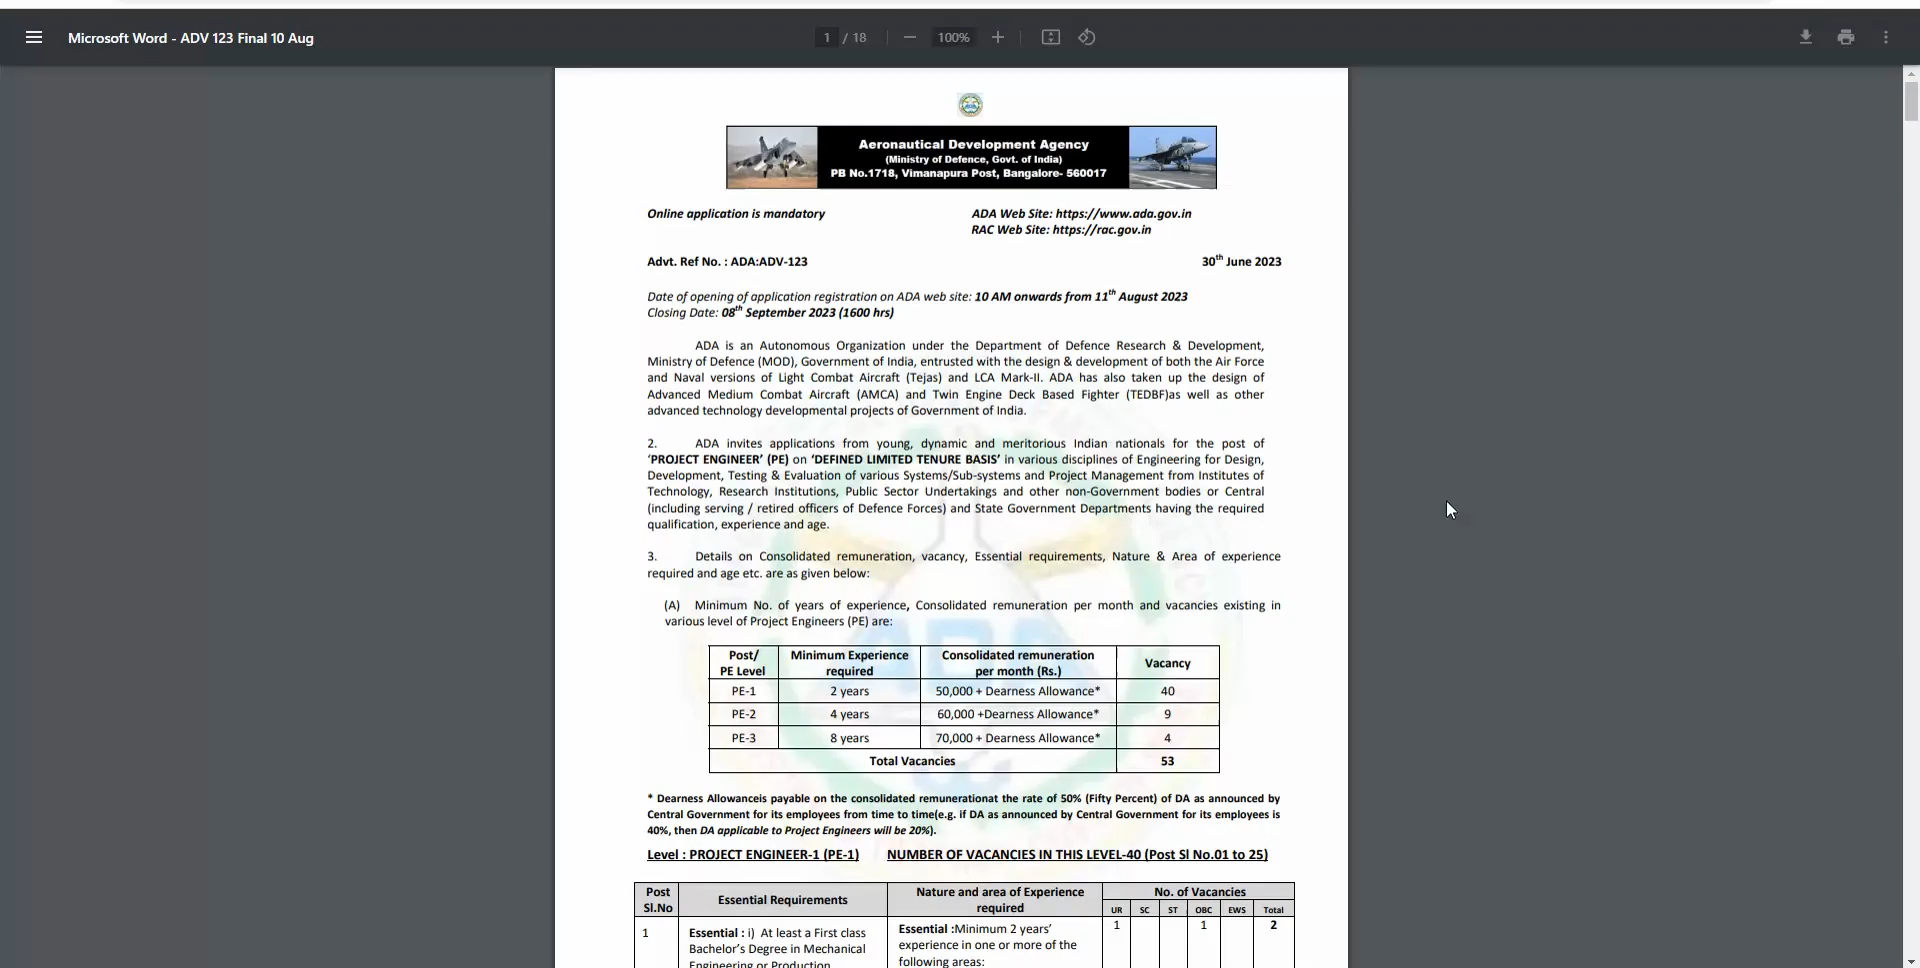 Microsoft Word - ADV 123 Final 10 Aug
1 / 18
100%
Aeronautical Development Agency
(Ministry of Defence, Govt. of India)
PB No.1718, Vimanapura Post, Bangalore- 560017
Online application is mandatory
ADA Web Site: https://www.ada.gov.in
RAC Web Site: https://rac.gov.in
Advt. Ref No. : ADA:ADV-123
30th June 2023
Date of opening of application registration on ADA web site: 10 AM onwards from 11th August 2023
Closing Date: 08th September 2023 (1600 hrs)
ADA is an Autonomous Organization under the Department of Defence Research & Development,
Ministry of Defence (MOD), Government of India, entrusted with the design & development of both the Air Force
and Naval versions of Light Combat Aircraft (Tejas) and LCA Mark-II. ADA has also taken up the design of
Advanced Medium Combat Aircraft (AMCA) and Twin Engine Deck Based Fighter (TEDBF)as well as other
advanced technology developmental projects of Government of India.
2. ADA invites applications from young, dynamic and meritorious Indian nationals for the post of
‘PROJECT ENGINEER’ (PE) on ‘DEFINED LIMITED TENURE BASIS’ in various disciplines of Engineering for Design,
Development, Testing & Evaluation of various Systems/Sub-systems and Project Management from Institutes of
Technology, Research Institutions, Public Sector Undertakings and other non-Government bodies or Central
(including serving / retired officers of Defence Forces) and State Government Departments having the required
qualification, experience and age.
3. Details on Consolidated remuneration, vacancy, Essential requirements, Nature & Area of experience
required and age etc. are as given below:
(A) Minimum No. of years of experience, Consolidated remuneration per month and vacancies existing in
various level of Project Engineers (PE) are:
Post/ PE Level
Minimum Experience required
Consolidated remuneration per month (Rs.)
Vacancy
PE-1 2 years 50,000 + Dearness Allowance* 40
PE-2 4 years 60,000 +Dearness Allowance* 9
PE-3 8 years 70,000 + Dearness Allowance* 4
Total Vacancies 53
* Dearness Allowanceis payable on the consolidated remunerationat the rate of 50% (Fifty Percent) of DA as announced by
Central Government for its employees from time to time(e.g. if DA as announced by Central Government for its employees is
40%, then DA applicable to Project Engineers will be 20%).
Level : PROJECT ENGINEER-1 (PE-1) NUMBER OF VACANCIES IN THIS LEVEL-40 (Post Sl No.01 to 25)
Post Sl.No
Essential Requirements
Nature and area of Experience required
No. of Vacancies
UR SC ST OBC EWS Total
1
Essential : i) At least a First class
Bachelor’s Degree in Mechanical
Engineering or Production
Essential :Minimum 2 years’
experience in one or more of the
following areas:
1 1 2